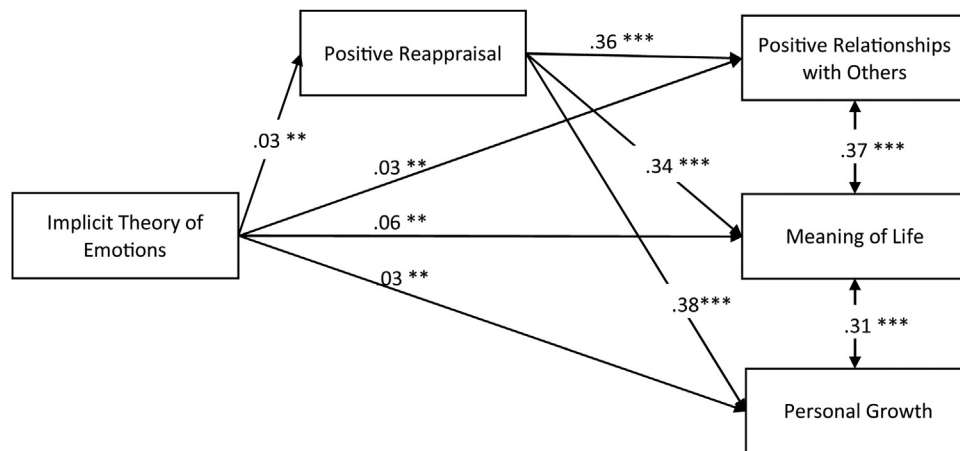 Positive Reappraisal
.36 ***
Positive Relationships
with Others
.03 **
.03 **
.34 ***
.37 ***
Implicit Theory of
Emotions
.06 **
Meaning of Life
.03 **
.38***
.31 ***
Personal Growth